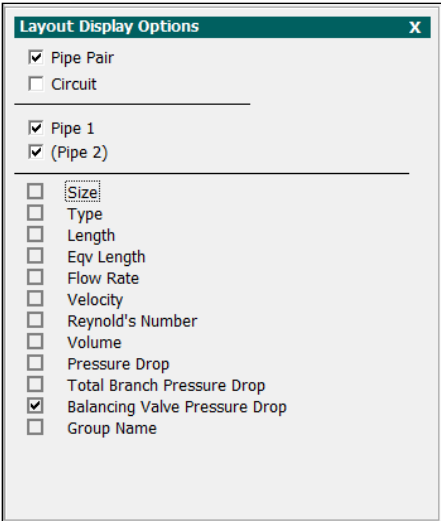 Layout Display Options X
Pipe Pair
Circuit
Pipe 1
(Pipe 2)
Size
Type
Length
Eqv Length
Flow Rate
Velocity
Reynold's Number
Volume
Pressure Drop
Total Branch Pressure Drop
Balancing Valve Pressure Drop
Group Name